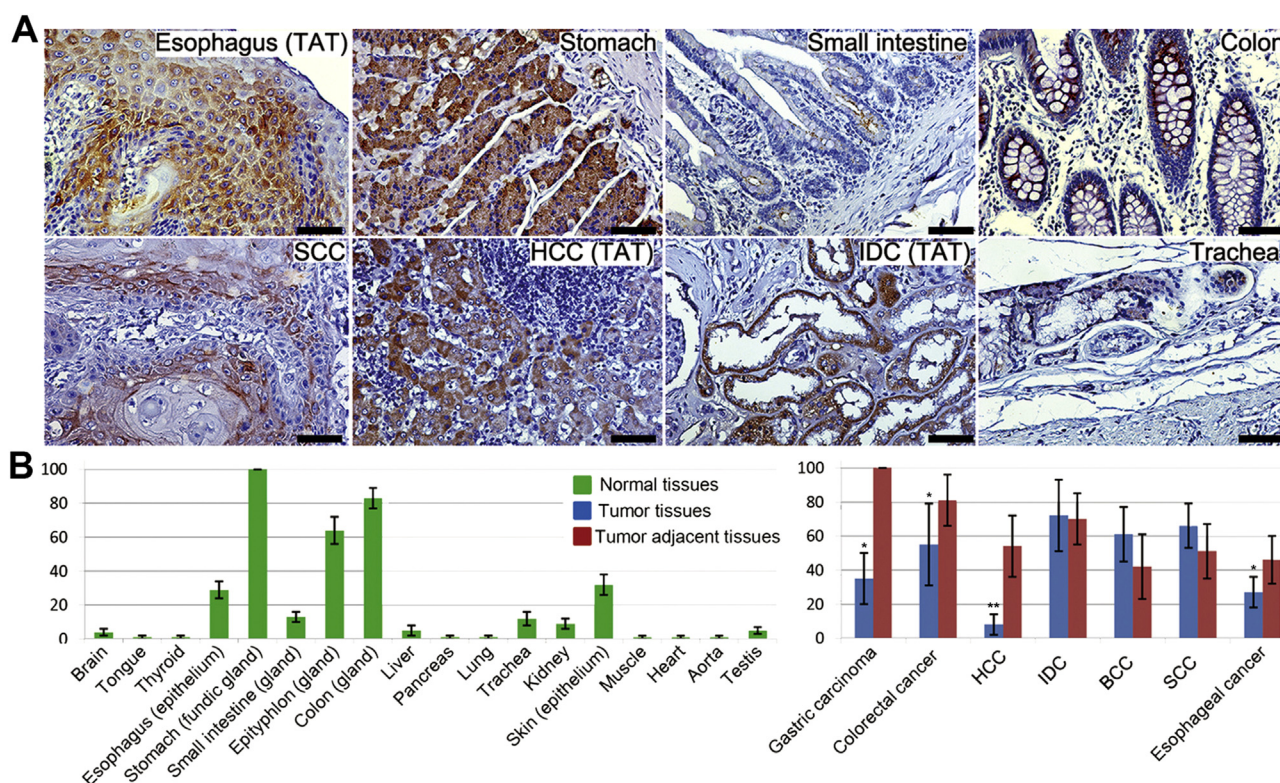 A
Esophagus (TAT)
Stomach
Small intestine
Colon
SCC
HCC (TAT)
IDC (TAT)
Trachea
B
100
80
60
40
20
0
Brain
Tongue
Thyroid
Esophagus (epithelium)
Stomach (fundic gland)
Small intestine (gland)
Epityphlon (gland)
Colon (gland)
Liver
Pancreas
Lung
Trachea
Kidney
Skin (epithelium)
Muscle
Heart
Aorta
Testis
Normal tissues
Tumor tissues
Tumor adjacent tissues
100
80
60
40
20
0
*
*
**
*
Gastric carcinoma
Colorectal cancer
HCC
IDC
BCC
SCC
Esophageal cancer